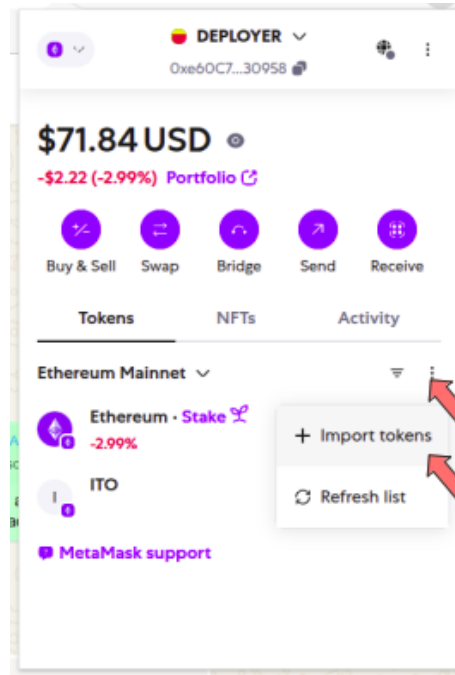 DEPLOYER
0xe60C7...30958
$71.84 USD
-$2.22 (-2.99%) Portfolio
Buy & Sell Swap Bridge Send Receive
Tokens NFTs Activity
Ethereum Mainnet
Ethereum • Stake
-2.99%
+ Import tokens
I ITO
Refresh list
MetaMask support